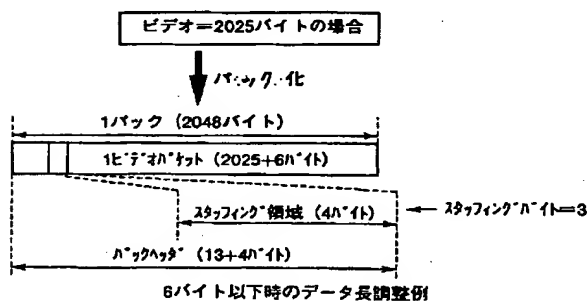 ビデオ=2025バイトの場合
パック化
1パック (2048バイト)
1ビデオパケット (2025+6バイト)
スタッフィング領域 (4バイト)
スタッフィングバイト=3
パックヘッダ (13+4バイト)
6バイト以下時のデータ長調整例